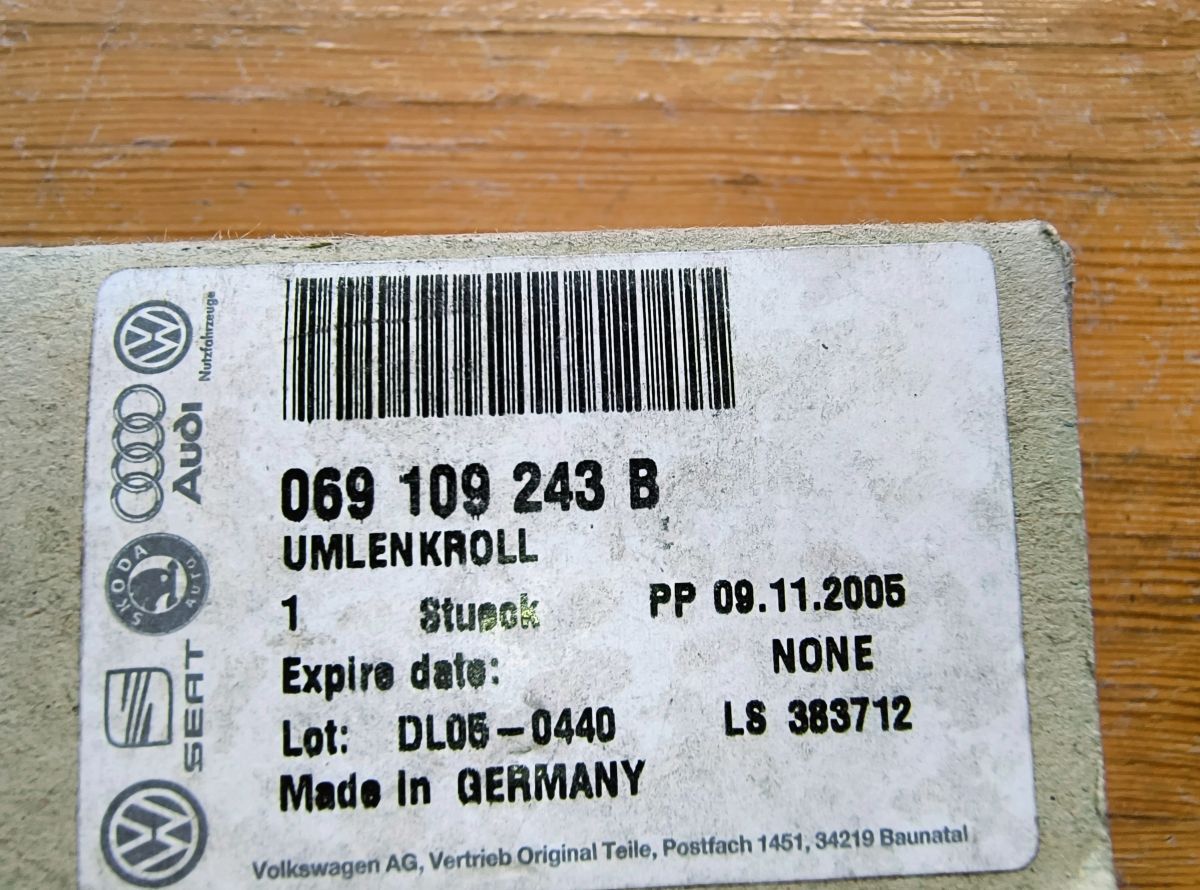 Nutzfahrzeuge
Audi
SKODA AUTO
SEAT
069 109 243 B
UMLENKROLL
1 Stueck PP 09.11.2005
Expire date: NONE
Lot: DL05-0440 LS 383712
Made In GERMANY
Volkswagen AG, Vertrieb Original Teile, Postfach 1451, 34219 Baunatal